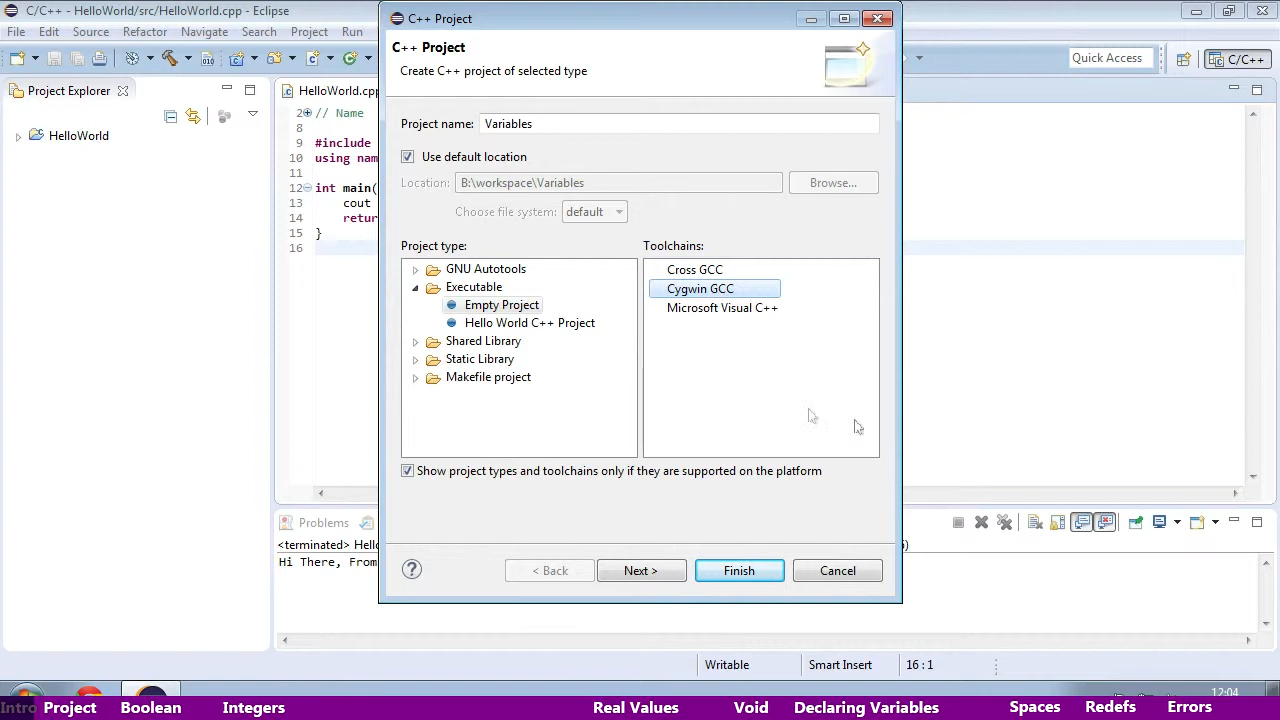 C/C++ - HelloWorld/src/HelloWorld.cpp - Eclipse
File Edit Source Refactor Navigate Search Project Run
Quick Access
C/C++
Project Explorer
HelloWorld
HelloWorld.cpp
2 // Name
8
9 #include
10 using nam
11
12 int main(
13 cout
14 return
15 }
16
C++ Project
C++ Project
Create C++ project of selected type
Project name: Variables
Use default location
Location: B:\workspace\Variables Browse...
Choose file system: default
Project type:
GNU Autotools
Executable
Empty Project
Hello World C++ Project
Shared Library
Static Library
Makefile project
Toolchains:
Cross GCC
Cygwin GCC
Microsoft Visual C++
Show project types and toolchains only if they are supported on the platform
< Back Next > Finish Cancel
Problems
<terminated> Hell
Hi There, From
Writable Smart Insert 16 : 1
12:04
Intro Project Boolean Integers Real Values Void Declaring Variables Spaces Redefs Errors